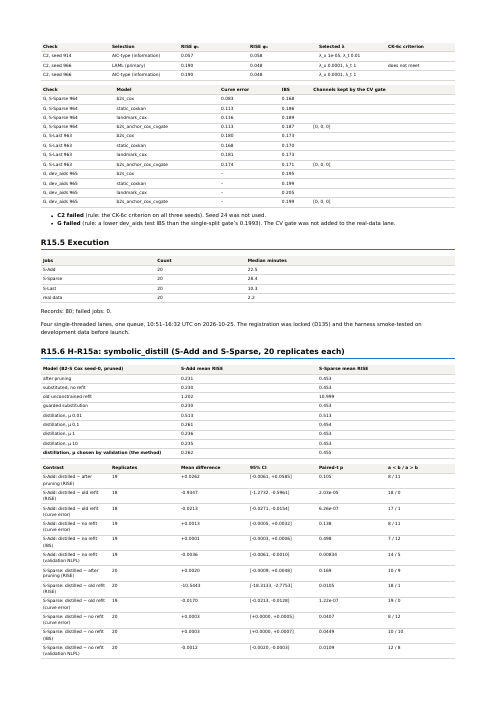 Check Selection RISE φ₀ RISE φ₁ Selected λ CK-6c criterion
C2, seed 914 AIC-type (information) 0.057 0.058 λ_x 1e-05, λ_t 0.01
C2, seed 966 LAML (primary) 0.190 0.048 λ_x 0.0001, λ_t 1 does not meet
C2, seed 966 AIC-type (information) 0.190 0.048 λ_x 0.0001, λ_t 1
Check Model Curve error IBS Channels kept by the CV gate
G, S-Sparse 964 b2s_cox 0.083 0.168
G, S-Sparse 964 static_coxlan 0.113 0.186
G, S-Sparse 964 landmark_cox 0.116 0.189
G, S-Sparse 964 b2s_anchor_cox_cvgate 0.113 0.187 [0, 0, 0]
G, S-Last 963 b2s_cox 0.180 0.173
G, S-Last 963 static_coxlan 0.168 0.170
G, S-Last 963 landmark_cox 0.181 0.173
G, S-Last 963 b2s_anchor_cox_cvgate 0.174 0.171 [0, 0, 0]
G, dev_aids 965 b2s_cox – 0.195
G, dev_aids 965 static_coxlan – 0.199
G, dev_aids 965 landmark_cox – 0.205
G, dev_aids 965 b2s_anchor_cox_cvgate – 0.199 [0, 0, 0]
• C2 failed (rule: the CK-6c criterion on all three seeds). Seed 24 was not used.
• G failed (rule: a lower dev_aids test IBS than the single-split gate's 0.1993). The CV gate was not added to the real-data lane.
R15.5 Execution
Jobs Count Median minutes
S-Add 20 22.5
S-Sparse 20 28.4
S-Last 20 10.3
real data 20 2.2
Records: 80; failed jobs: 0.
Four single-threaded lanes, one queue, 10:51–16:32 UTC on 2026-10-25. The registration was locked (D135) and the harness smoke-tested on
development data before launch.
R15.6 H-R15a: symbolic_distill (S-Add and S-Sparse, 20 replicates each)
Model (B2-S Cox seed-0, pruned) S-Add mean RISE S-Sparse mean RISE
after pruning 0.231 0.453
substituted, no refit 0.230 0.453
old unconstrained refit 1.202 10.999
guarded substitution 0.230 0.453
distillation, μ 0.01 0.513 0.513
distillation, μ 0.1 0.261 0.454
distillation, μ 1 0.236 0.453
distillation, μ 10 0.235 0.453
distillation, μ chosen by validation (the method) 0.262 0.455
Contrast Replicates Mean difference 95% CI Paired-t p a < b / a > b
S-Add: distilled − after
pruning (RISE) 19 +0.0262 [-0.0061, +0.0585] 0.105 8 / 11
S-Add: distilled − old refit
(RISE) 18 -0.9347 [-1.2732, -0.5961] 2.03e-05 18 / 0
S-Add: distilled − old refit
(curve error) 18 -0.0213 [-0.0271, -0.0154] 6.26e-07 17 / 1
S-Add: distilled − no refit
(curve error) 19 +0.0013 [-0.0005, +0.0032] 0.138 8 / 11
S-Add: distilled − no refit
(IBS) 19 +0.0001 [-0.0003, +0.0006] 0.498 7 / 12
S-Add: distilled − no refit
(validation NLPL) 19 -0.0036 [-0.0061, -0.0010] 0.00834 14 / 5
S-Sparse: distilled − after
pruning (RISE) 20 +0.0020 [-0.0009, +0.0048] 0.169 10 / 9
S-Sparse: distilled − old refit
(RISE) 20 -10.5443 [-18.3133, -2.7753] 0.0105 18 / 1
S-Sparse: distilled − old refit
(curve error) 19 -0.0170 [-0.0213, -0.0128] 1.22e-07 19 / 0
S-Sparse: distilled − no refit
(curve error) 20 +0.0003 [+0.0000, +0.0005] 0.0407 8 / 12
S-Sparse: distilled − no refit
(IBS) 20 +0.0003 [+0.0000, +0.0007] 0.0449 10 / 10
S-Sparse: distilled − no refit
(validation NLPL) 20 -0.0012 [-0.0020, -0.0003] 0.0109 12 / 8